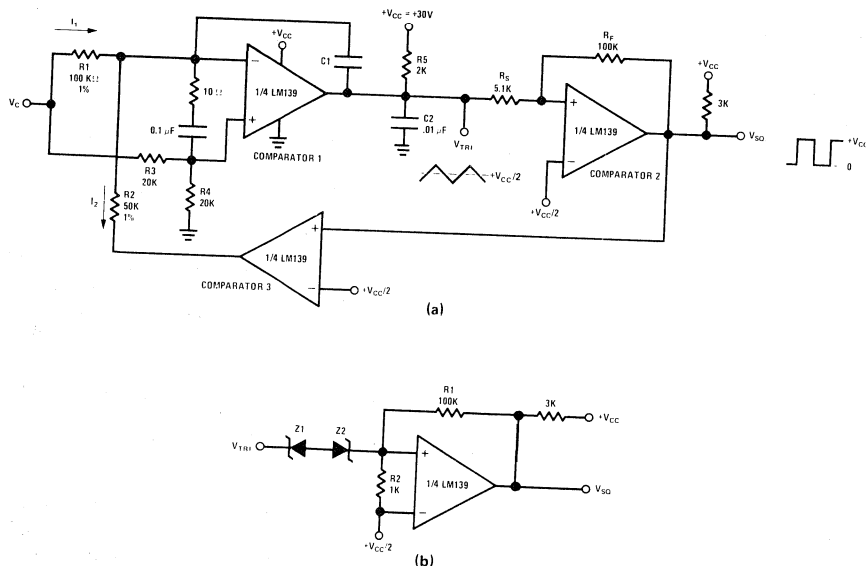 I1
+VCC = +30V
+VCC
R5
2K
RF
100K
+VCC
R1
100 KΩ
1%
C1
RS
5.1K
3K
10 Ω
1/4 LM139
VC
0.1 µF
C2
.01 µF
VTRI
1/4 LM139
VSQ
+VCC
0
COMPARATOR 1
COMPARATOR 2
+VCC/2
+VCC/2
R3
20K
R4
20K
I2
R2
50K
1%
1/4 LM139
COMPARATOR 3
+VCC/2
(a)
R1
100K
3K
+VCC
Z1
Z2
VTRI
R2
1K
1/4 LM139
VSQ
+VCC/2
(b)